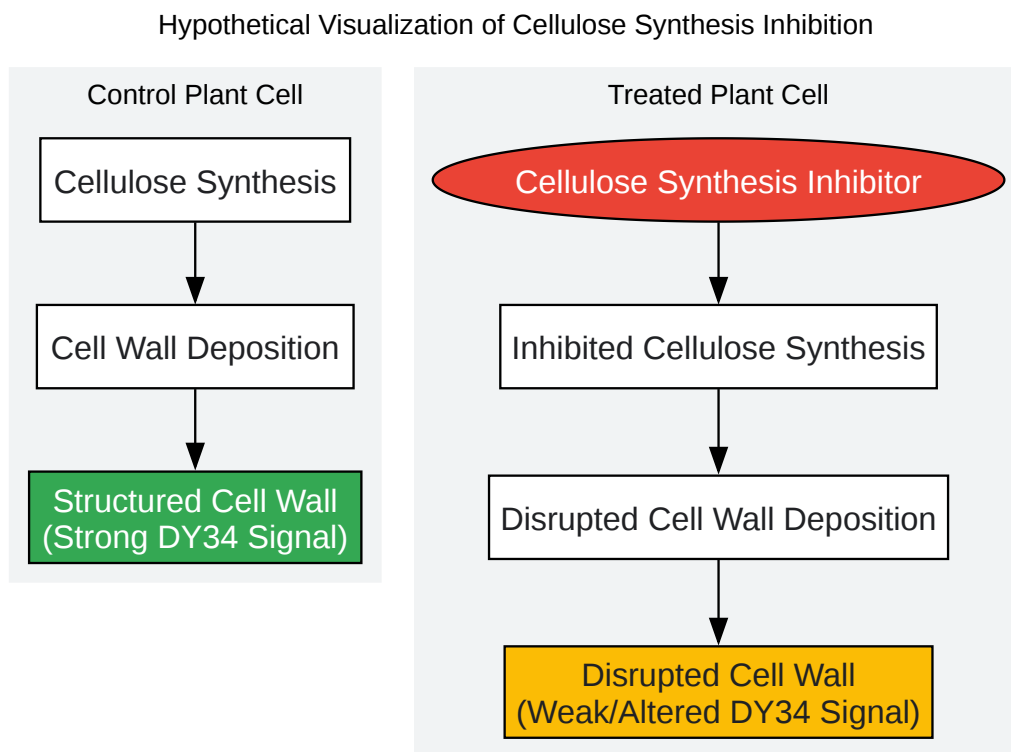 Hypothetical Visualization of Cellulose Synthesis Inhibition
Control Plant Cell
Cellulose Synthesis
Cell Wall Deposition
Structured Cell Wall
(Strong DY34 Signal)
Treated Plant Cell
Cellulose Synthesis Inhibitor
Inhibited Cellulose Synthesis
Disrupted Cell Wall Deposition
Disrupted Cell Wall
(Weak/Altered DY34 Signal)